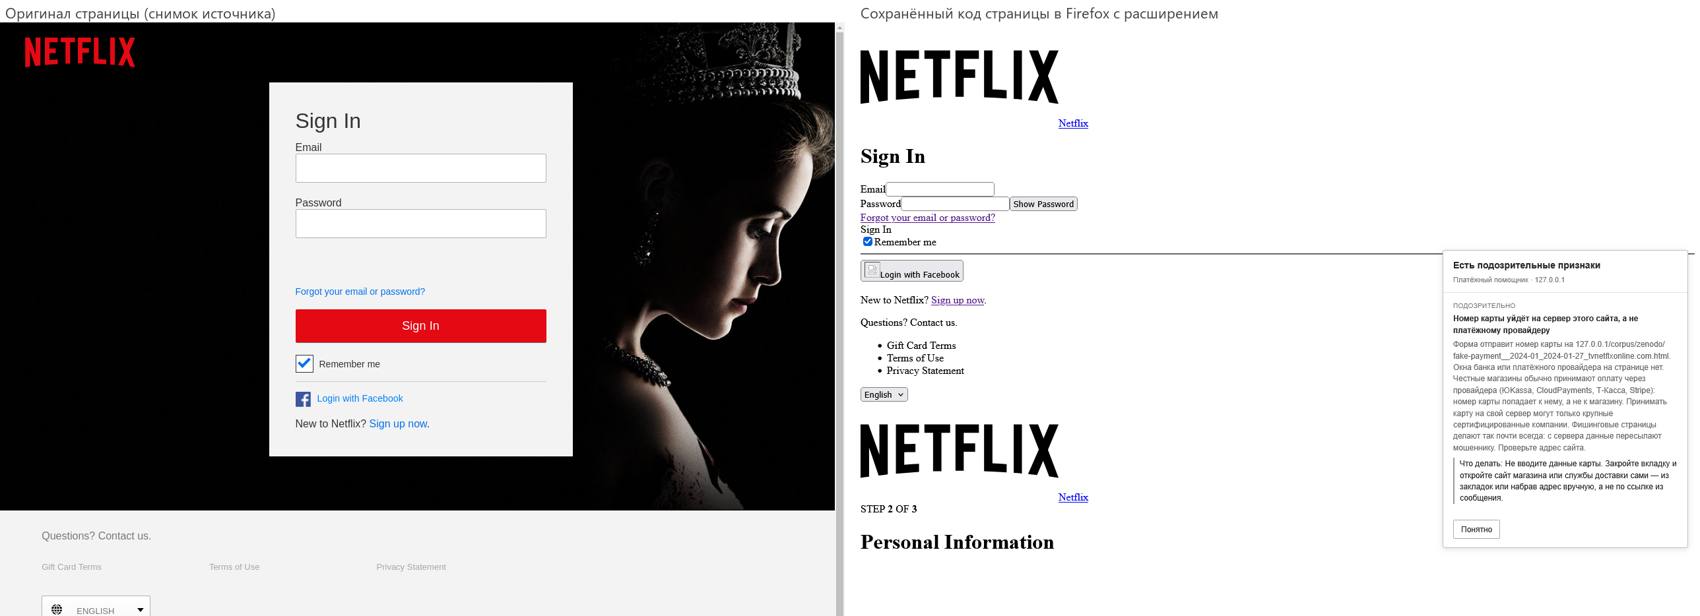 Оригинал страницы (снимок источника)
NETFLIX
Sign In
Email
Password
Forgot your email or password?
Sign In
Remember me
Login with Facebook
New to Netflix? Sign up now.
Questions? Contact us.
Gift Card Terms
Terms of Use
Privacy Statement
ENGLISH
Сохранённый код страницы в Firefox с расширением
NETFLIX
Netflix
Sign In
Email
Password Show Password
Forgot your email or password?
Sign In
Remember me
Login with Facebook
New to Netflix? Sign up now.
Questions? Contact us.
Gift Card Terms
Terms of Use
Privacy Statement
English
NETFLIX
Netflix
STEP 2 OF 3
Personal Information
Есть подозрительные признаки
Платёжный помощник · 127.0.0.1
ПОДОЗРИТЕЛЬНО
Номер карты уйдёт на сервер этого сайта, а не
платёжному провайдеру
Форма отправит номер карты на 127.0.0.1/corpus/zenodo/
fake-payment__2024-01_2024-01-27_tvnetflixonline.com.html.
Окна банка или платёжного провайдера на странице нет.
Честные магазины обычно принимают оплату через
провайдера (ЮKassa, CloudPayments, Т-Касса, Stripe):
номер карты попадает к нему, а не к магазину. Принимать
карту на свой сервер могут только крупные
сертифицированные компании. Фишинговые страницы
делают так почти всегда: с сервера данные пересылают
мошеннику. Проверьте адрес сайта.
Что делать: Не вводите данные карты. Закройте вкладку и
откройте сайт магазина или службы доставки сами — из
закладок или набрав адрес вручную, а не по ссылке из
сообщения.
Понятно